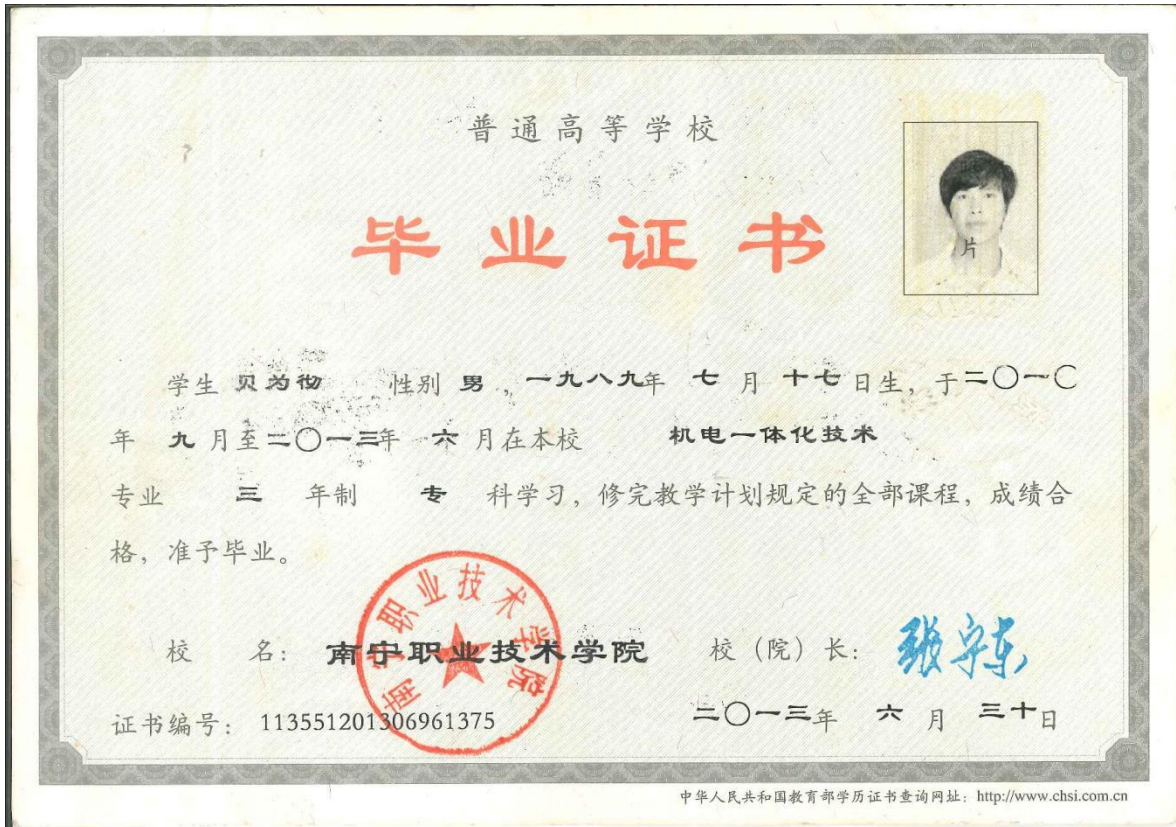 普通高等学校
毕业证书
片
学生 贝为彻 性别 男 ,一九八九年 七 月 十七 日生, 于二〇一〇
年 九 月至二〇一三年 六 月在本校 机电一体化技术
专业 三 年制 专 科学习, 修完教学计划规定的全部课程, 成绩合
格, 准予毕业。
南宁职业技术学院
校 名: 南宁职业技术学院 校 (院) 长: 张宁东
证书编号: 113551201306961375 二〇一三年 六 月 三十日
中华人民共和国教育部学历证书查询网址: http://www.chsi.com.cn